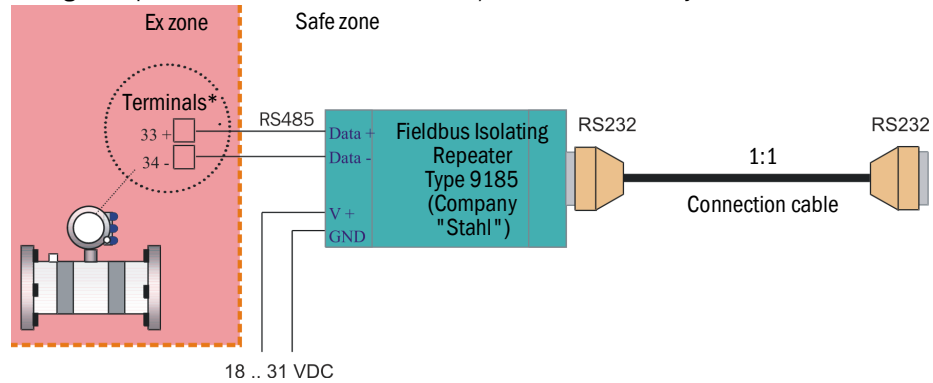 Ex zone
Safe zone
Terminals*
33 +
34 -
RS485
Data +
Data -
V +
GND
Fieldbus Isolating
Repeater
Type 9185
(Company
"Stahl")
RS232
1:1
Connection cable
RS232
18 .. 31 VDC